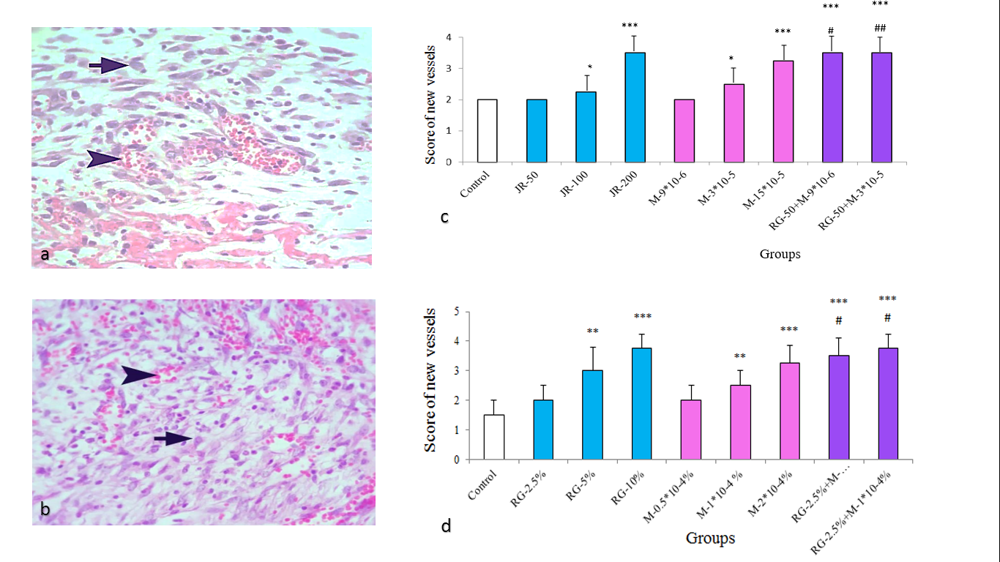 a
b
***
***
#
##
***
***
*
*
Score of new vessels
4
3
2
1
0
Control
JR-50
JR-100
JR-200
M-9*10-6
M-3*10-5
M-15*10-5
RG-50+M-9*10-6
RG-50+M-3*10-5
c
Groups
***
***
#
#
**
***
**
***
Score of new vessels
5
4
3
2
1
0
Control
RG-2.5%
RG-5%
RG-10%
M-0.5*10-4%
M-1*10-4 %
M-2*10-4%
RG-2.5%+M-…
RG-2.5%+M-1*10-4%
d
Groups